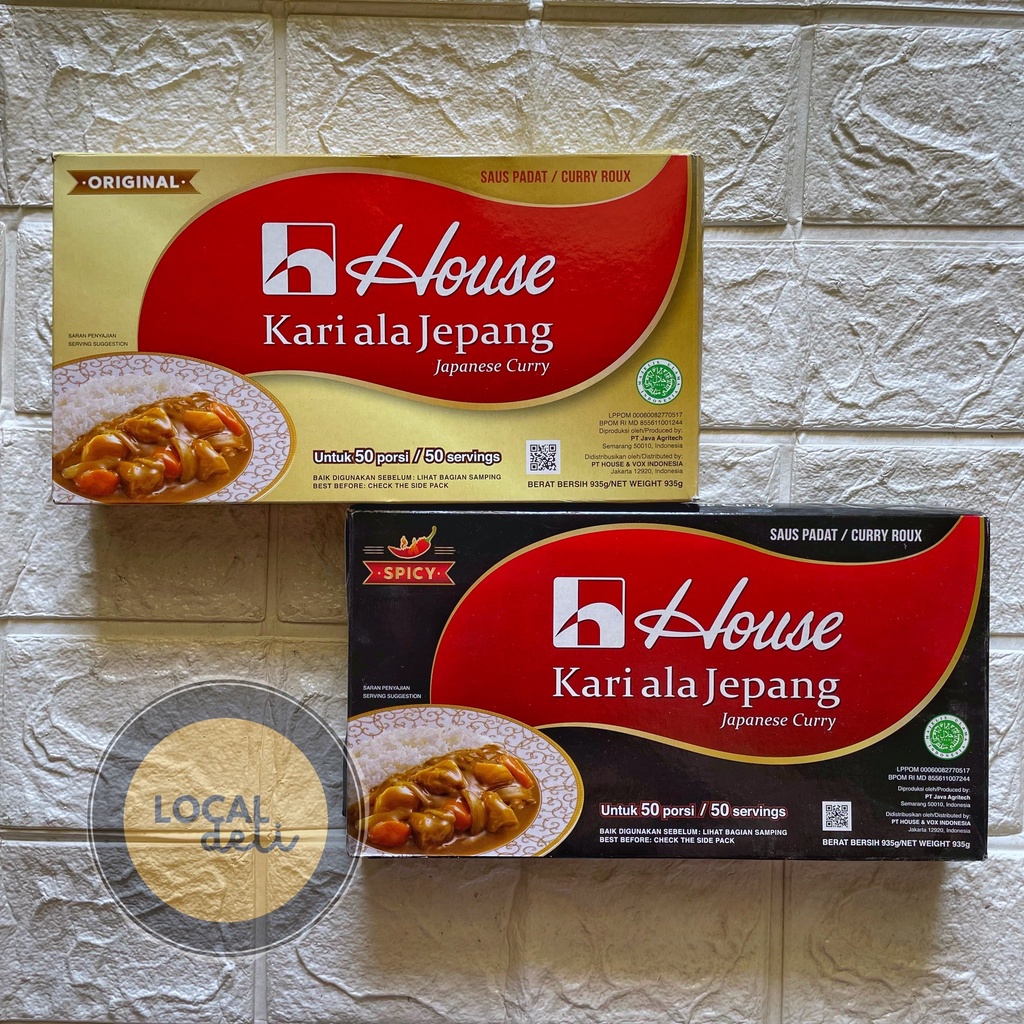 ORIGINAL
SAUS PADAT / CURRY ROUX
House
Kari ala Jepang
Japanese Curry
SARAN PENYAJIAN
SERVING SUGGESTION
Untuk 50 porsi / 50 servings
BAIK DIGUNAKAN SEBELUM : LIHAT BAGIAN SAMPING
BEST BEFORE: CHECK THE SIDE PACK
LPPOM 00060082770517
BPOM RI MD 855611001244
Diproduksi oleh/Produced by:
PT Java Agritech
Semarang 50010, Indonesia
Didistribusikan oleh/Distributed by:
PT HOUSE & VOX INDONESIA
Jakarta 12920, Indonesia
BERAT BERSIH 935g/NET WEIGHT 935g
SPICY
SAUS PADAT / CURRY ROUX
House
Kari ala Jepang
Japanese Curry
SARAN PENYAJIAN
SERVING SUGGESTION
Untuk 50 porsi / 50 servings
BAIK DIGUNAKAN SEBELUM : LIHAT BAGIAN SAMPING
BEST BEFORE: CHECK THE SIDE PACK
LPPOM 00060082770517
BPOM RI MD 855611007244
Diproduksi oleh/Produced by:
PT Java Agritech
Semarang 50010, Indonesia
Didistribusikan oleh/Distributed by:
PT HOUSE & VOX INDONESIA
Jakarta 12920, Indonesia
BERAT BERSIH 935g/NET WEIGHT 935g
LOCAL
deli